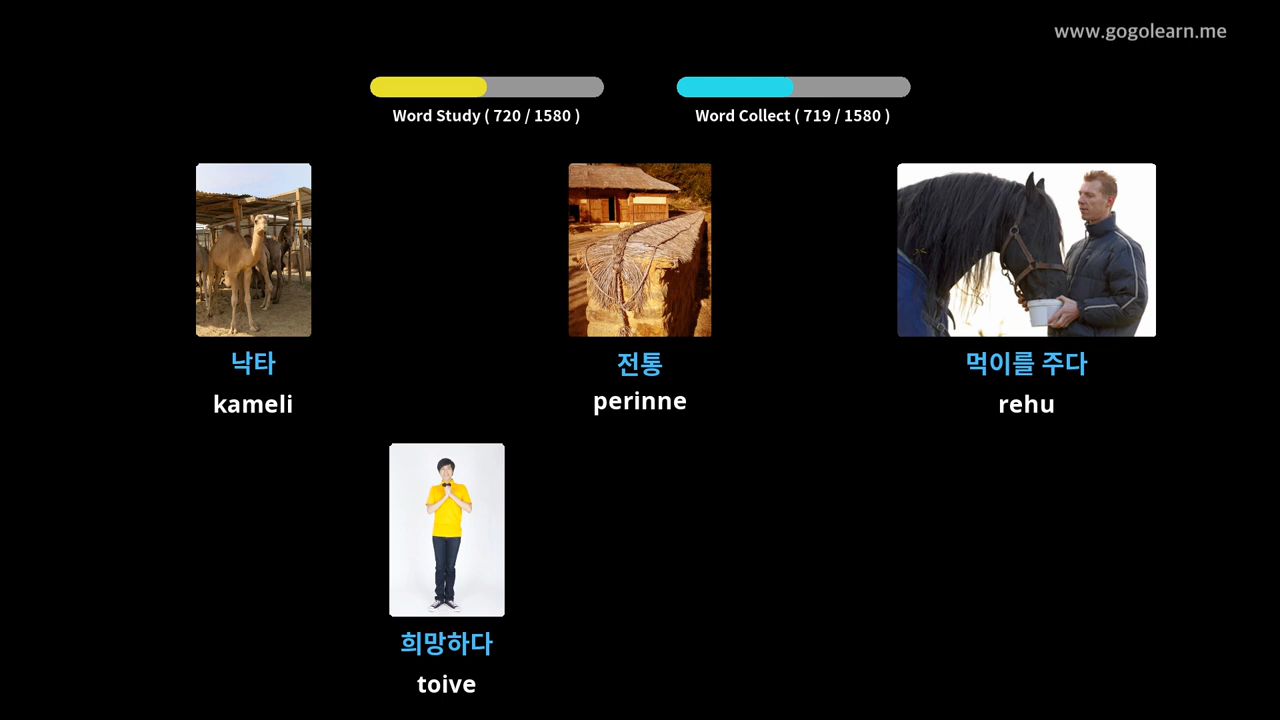 www.gogolearn.me
Word Study ( 720 / 1580 )
Word Collect ( 719 / 1580 )
낙타
kameli
전통
perinne
먹이를 주다
rehu
희망하다
toive